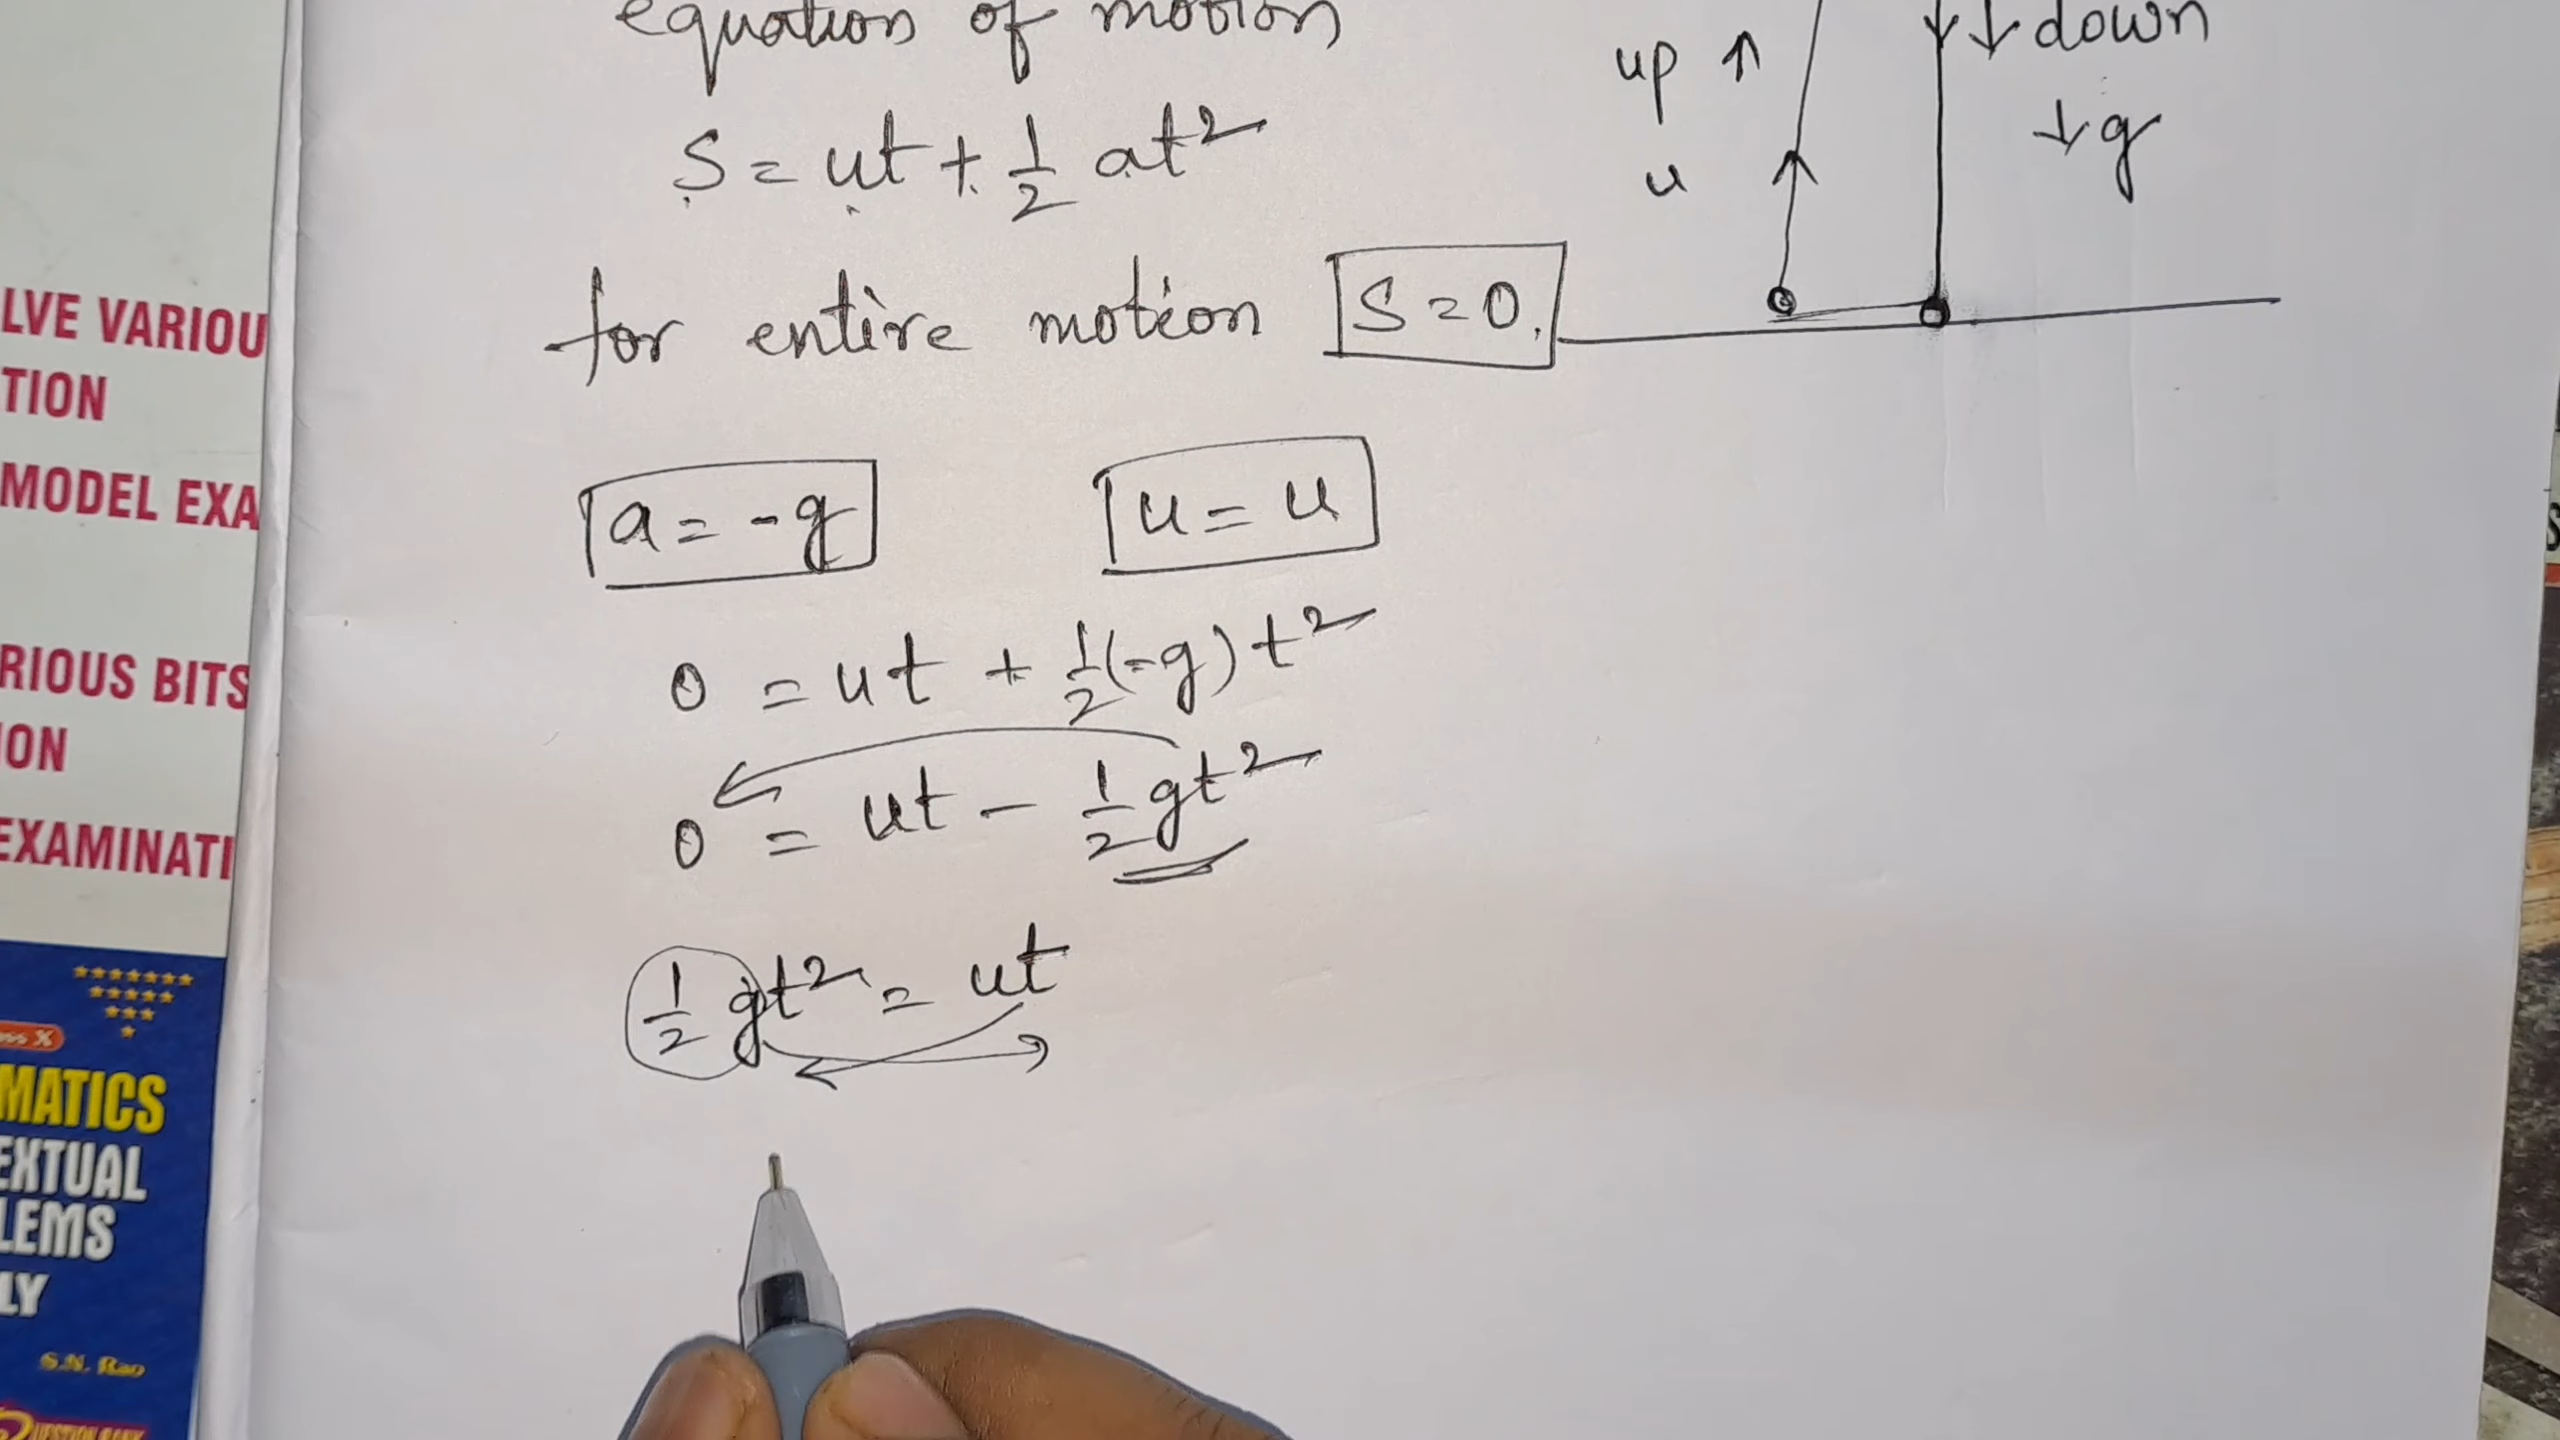 equation of motion
S = ut + 1/2 at²
for entire motion S = 0.
a = -g
u = u
0 = ut + 1/2(-g)t²
0 = ut - 1/2 gt²
1/2 gt² = ut
up ↑
↓↓ down
u
↓g
LVE VARIOU
TION
MODEL EXA
RIOUS BITS
ION
EXAMINATI
X
MATICS
EXTUAL
LEMS
LY
S.N. Rao
UESTION BANK
S